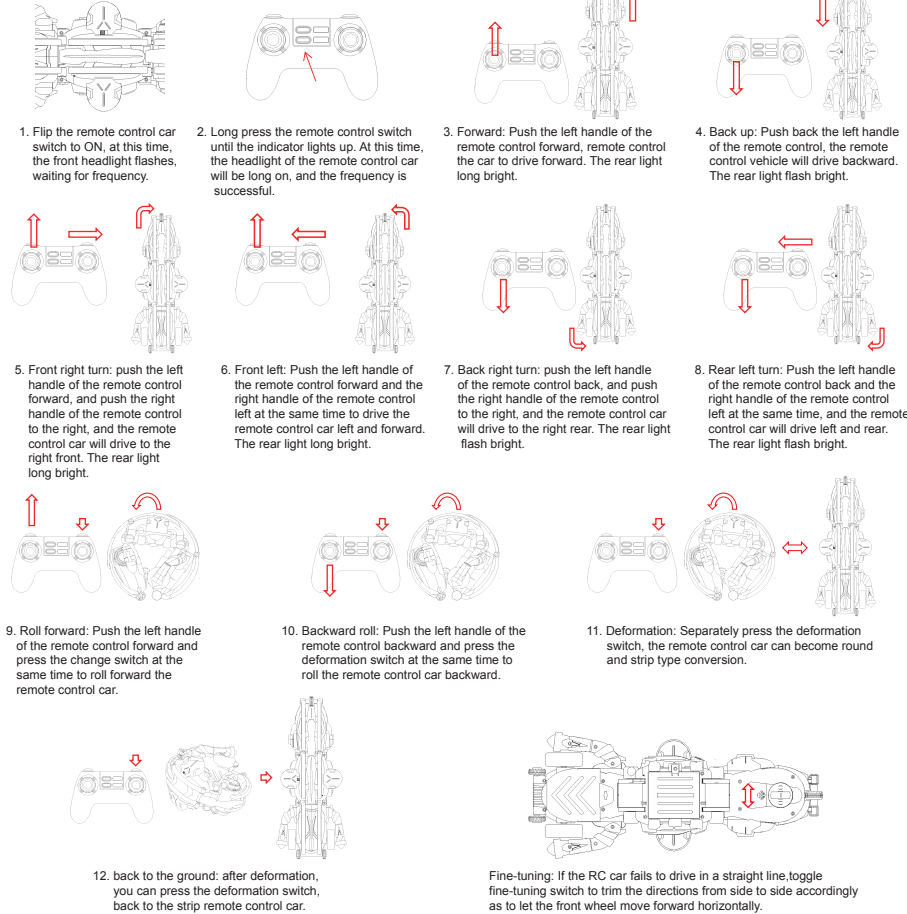 1. Flip the remote control car
switch to ON, at this time,
the front headlight flashes,
waiting for frequency.
2. Long press the remote control switch
until the indicator lights up. At this time,
the headlight of the remote control car
will be long on, and the frequency is
successful.
3. Forward: Push the left handle of the
remote control forward, remote control
the car to drive forward. The rear light
long bright.
4. Back up: Push back the left handle
of the remote control, the remote
control vehicle will drive backward.
The rear light flash bright.
5. Front right turn: push the left
handle of the remote control
forward, and push the right
handle of the remote control
to the right, and the remote
control car will drive to the
right front. The rear light
long bright.
6. Front left: Push the left handle of
the remote control forward and the
right handle of the remote control
left at the same time to drive the
remote control car left and forward.
The rear light long bright.
7. Back right turn: push the left handle
of the remote control back, and push
the right handle of the remote control
to the right, and the remote control car
will drive to the right rear. The rear light
flash bright.
8. Rear left turn: Push the left handle
of the remote control back and the
right handle of the remote control
left at the same time, and the remote
control car will drive left and rear.
The rear light flash bright.
9. Roll forward: Push the left handle
of the remote control forward and
press the change switch at the
same time to roll forward the
remote control car.
10. Backward roll: Push the left handle of the
remote control backward and press the
deformation switch at the same time to
roll the remote control car backward.
11. Deformation: Separately press the deformation
switch, the remote control car can become round
and strip type conversion.
12. back to the ground: after deformation,
you can press the deformation switch,
back to the strip remote control car.
Fine-tuning: If the RC car fails to drive in a straight line,toggle
fine-tuning switch to trim the directions from side to side accordingly
as to let the front wheel move forward horizontally.